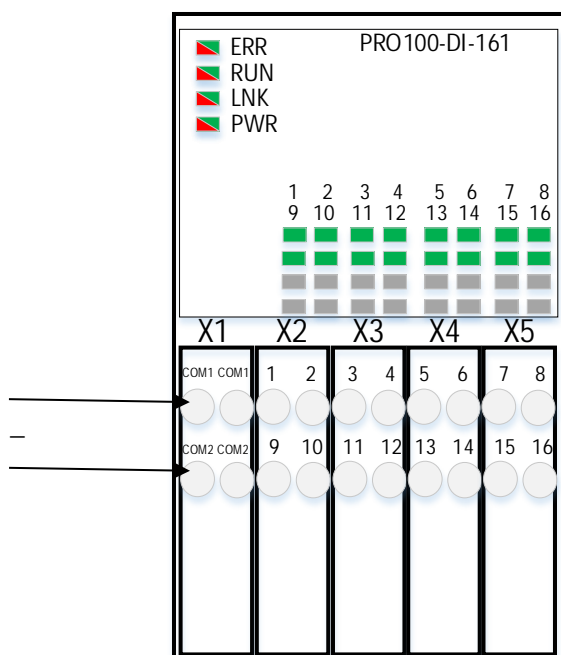 PRO100-DI-161
ERR
RUN
LNK
PWR
1 2 3 4 5 6 7 8
9 10 11 12 13 14 15 16
X1 X2 X3 X4 X5
COM1 COM1 1 2 3 4 5 6 7 8
COM2 COM2 9 10 11 12 13 14 15 16